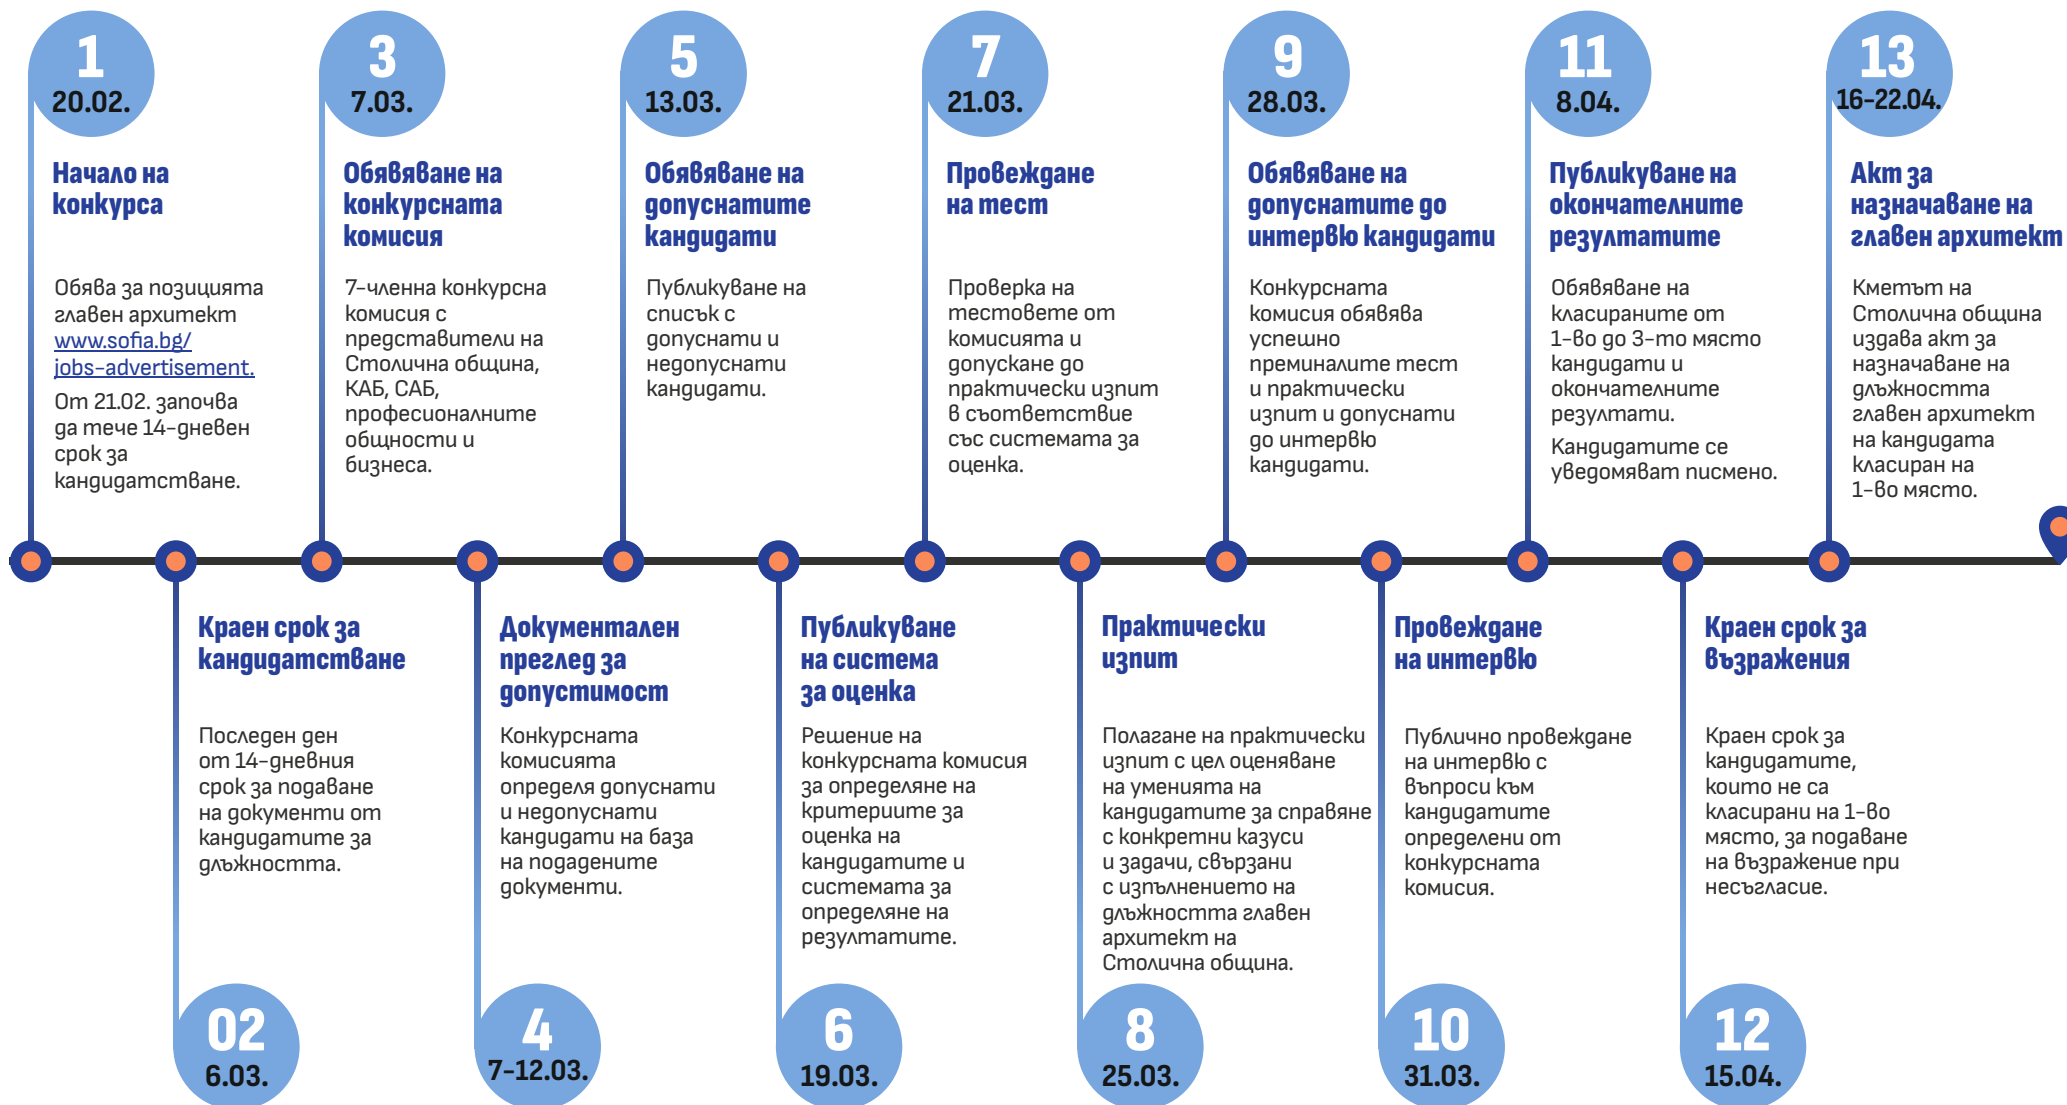 1
20.02.
Начало на
конкурса
Обява за позицията
главен архитект
www.sofia.bg/
jobs-advertisement.
От 21.02. започва
да тече 14-дневен
срок за
кандидатстване.
02
6.03.
Краен срок за
кандидатстване
Последен ден
от 14-дневния
срок за подаване
на документи от
кандидатите за
длъжността.
3
7.03.
Обявяване на
конкурсната
комисия
7-членна конкурсна
комисия с
представители на
Столична община,
КАБ, САБ,
професионалните
общности и
бизнеса.
4
7-12.03.
Документален
преглед за
допустимост
Конкурсната
комисията
определя допуснати
и недопуснати
кандидати на база
на подадените
документи.
5
13.03.
Обявяване на
допуснатите
кандидати
Публикуване на
списък с
допуснати и
недопуснати
кандидати.
6
19.03.
Публикуване
на система
за оценка
Решение на
конкурсната комисия
за определяне на
критериите за
оценка на
кандидатите и
системата за
определяне на
резултатите.
7
21.03.
Провеждане
на тест
Проверка на
тестовете от
комисията и
допускане до
практически изпит
в съответствие
със системата за
оценка.
8
25.03.
Практически
изпит
Полагане на практически
изпит с цел оценяване
на уменията на
кандидатите за справяне
с конкретни казуси
и задачи, свързани
с изпълнението на
длъжността главен
архитект на
Столична община.
9
28.03.
Обявяване на
допуснатите до
интервю кандидати
Конкурсната
комисия обявява
успешно
преминалите тест
и практически
изпит и допуснати
до интервю
кандидати.
10
31.03.
Провеждане
на интервю
Публично провеждане
на интервю с
въпроси към
кандидатите
определени от
конкурсната
комисия.
11
8.04.
Публикуване на
окончателните
резултатите
Обявяване на
класираните от
1-во до 3-то място
кандидати и
окончателните
резултати.
Кандидатите се
уведомяват писмено.
12
15.04.
Краен срок за
възражения
Краен срок за
кандидатите,
които не са
класирани на 1-во
място, за подаване
на възражение при
несъгласие.
13
16-22.04.
Акт за
назначаване на
главен архитект
Кметът на
Столична община
издава акт за
назначаване на
длъжността
главен архитект
на кандидата
класиран на
1-во място.